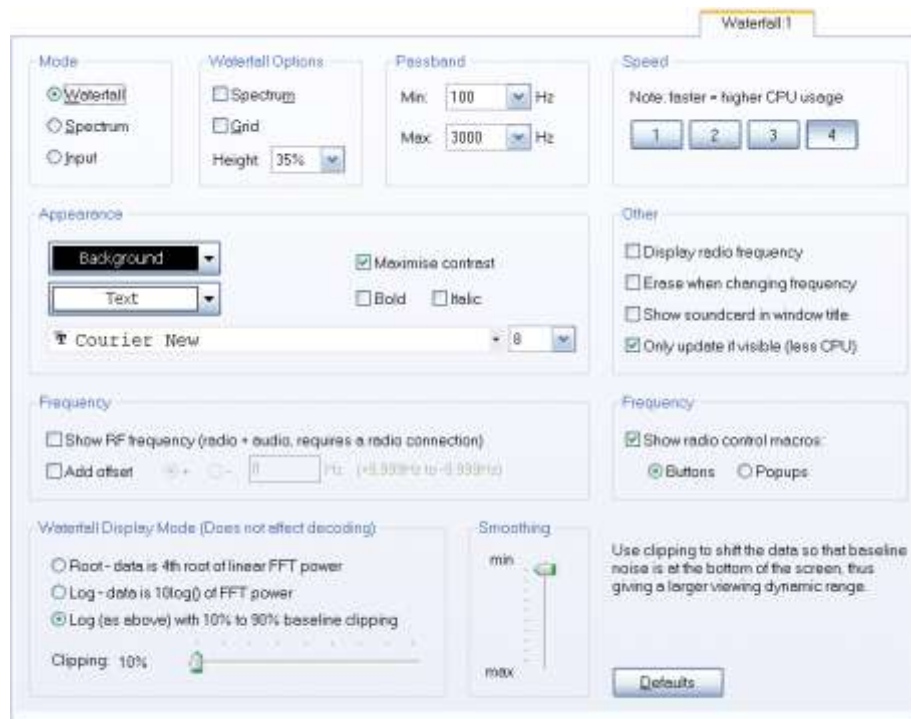 Waterfall 1
Mode
Waterfall
Spectrum
Input
Waterfall Options
Spectrum
Grid
Height: 35%
Passband
Min: 100 Hz
Max: 3000 Hz
Speed
Note: faster = higher CPU usage
1 2 3 4
Appearance
Background
Text
Maximise contrast
Bold Italic
Courier New 8
Other
Display radio frequency
Erase when changing frequency
Show soundcard in window title
Only update if visible (less CPU)
Frequency
Show RF frequency (radio + audio, requires a radio connection)
Add offset + - 0 Hz (+9.999Hz to -9.999Hz)
Frequency
Show radio control macros:
Buttons Popups
Waterfall Display Mode (Does not affect decoding)
Root - data is 4th root of linear FFT power
Log - data is 10log() of FFT power
Log (as above) with 10% to 90% baseline clipping
Clipping: 10%
Smoothing
min
max
Use clipping to shift the data so that baseline
noise is at the bottom of the screen, thus
giving a larger viewing dynamic range.
Defaults